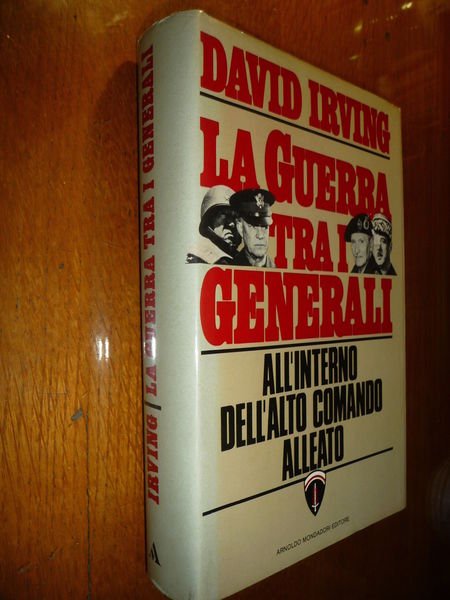 DAVID IRVING
LA GUERRA
TRA I
GENERALI
ALL'INTERNO
DELL'ALTO COMANDO
ALLEATO
ARNOLDO MONDADORI EDITORE
IRVING / LA GUERRA TRA I GENERALI